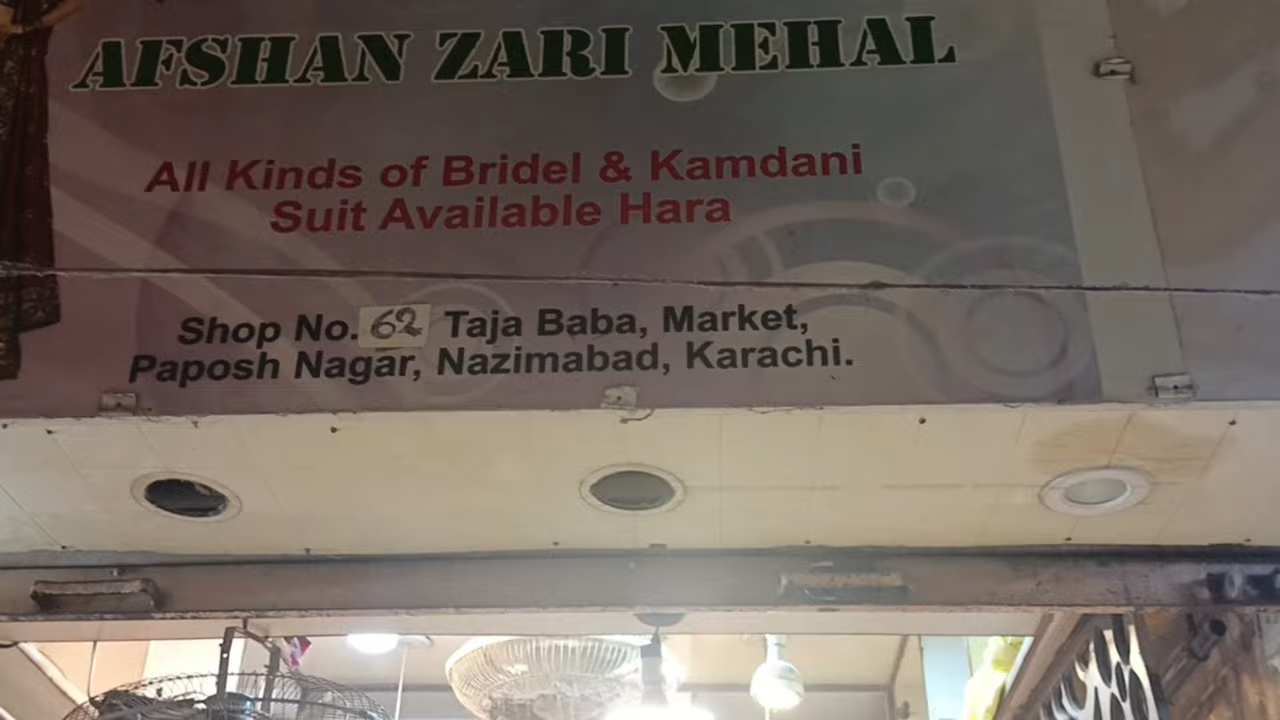 AFSHAN ZARI MEHAL
All Kinds of Bridel & Kamdani
Suit Available Hara
Shop No. 62 Taja Baba, Market,
Paposh Nagar, Nazimabad, Karachi.